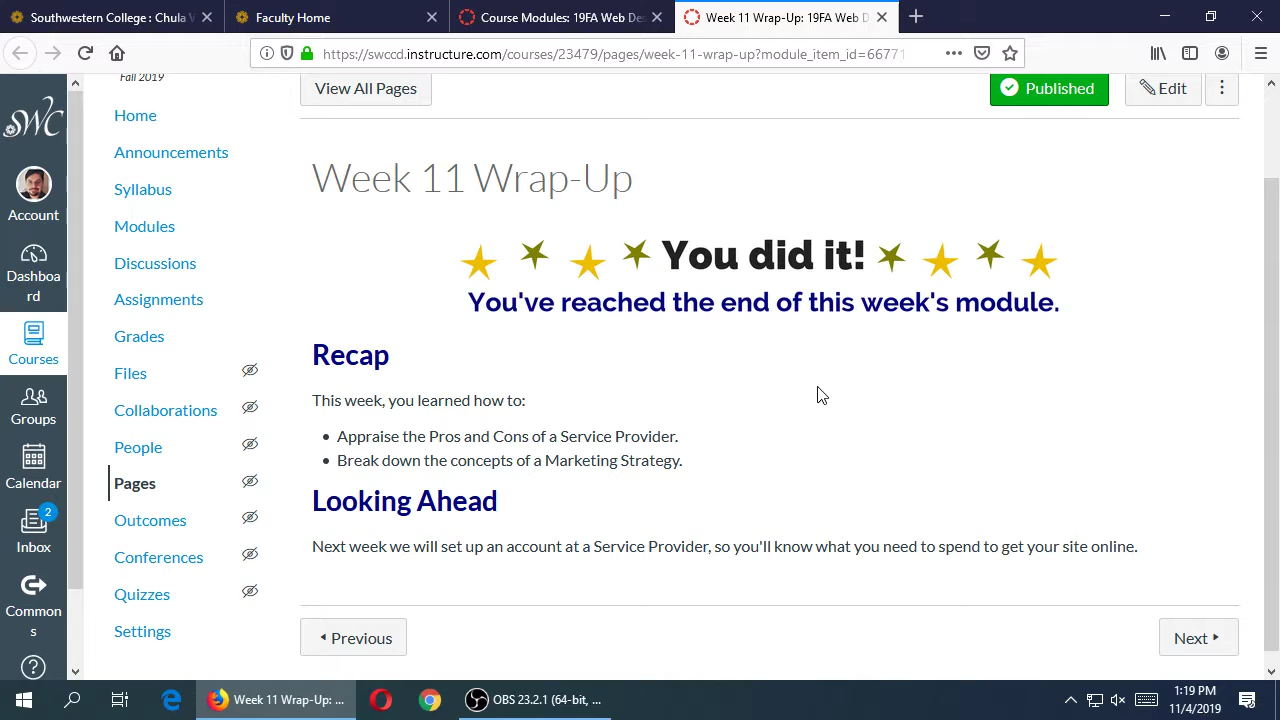 Southwestern College : Chula V
Faculty Home
Course Modules: 19FA Web De
Week 11 Wrap-Up: 19FA Web D
https://swccd.instructure.com/courses/23479/pages/week-11-wrap-up?module_item_id=66771
Fall 2019
SWC
Account
Dashboa
rd
Courses
Groups
Calendar
2
Inbox
Common
s
Home
Announcements
Syllabus
Modules
Discussions
Assignments
Grades
Files
Collaborations
People
Pages
Outcomes
Conferences
Quizzes
Settings
View All Pages
Published
Edit
Week 11 Wrap-Up
You did it!
You've reached the end of this week's module.
Recap
This week, you learned how to:
• Appraise the Pros and Cons of a Service Provider.
• Break down the concepts of a Marketing Strategy.
Looking Ahead
Next week we will set up an account at a Service Provider, so you'll know what you need to spend to get your site online.
Previous
Next
Week 11 Wrap-Up: ...
OBS 23.2.1 (64-bit, ...
1:19 PM
11/4/2019